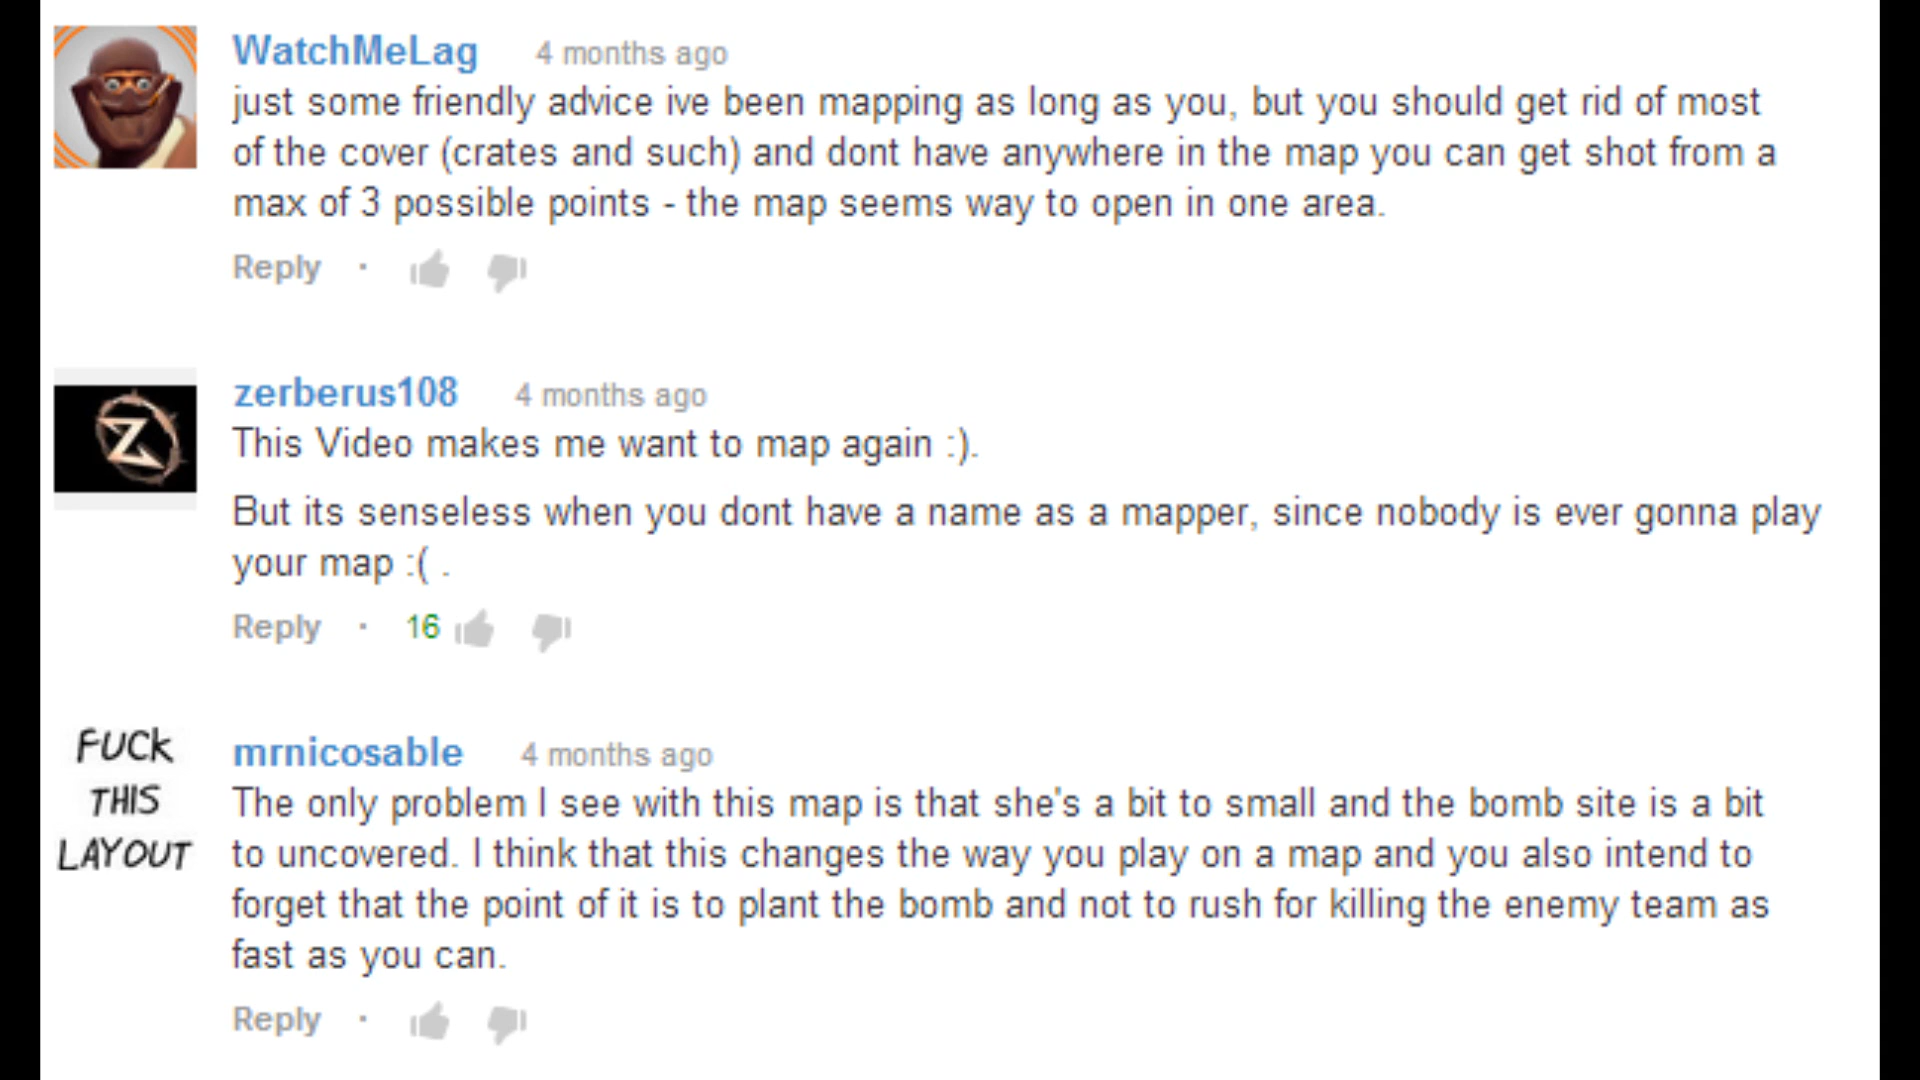 WatchMeLag 4 months ago
just some friendly advice ive been mapping as long as you, but you should get rid of most
of the cover (crates and such) and dont have anywhere in the map you can get shot from a
max of 3 possible points - the map seems way to open in one area.
Reply ·
zerberus108 4 months ago
This Video makes me want to map again :).
But its senseless when you dont have a name as a mapper, since nobody is ever gonna play
your map :( .
Reply · 16
FUCK
THIS
LAYOUT
mrnicosable 4 months ago
The only problem I see with this map is that she's a bit to small and the bomb site is a bit
to uncovered. I think that this changes the way you play on a map and you also intend to
forget that the point of it is to plant the bomb and not to rush for killing the enemy team as
fast as you can.
Reply ·